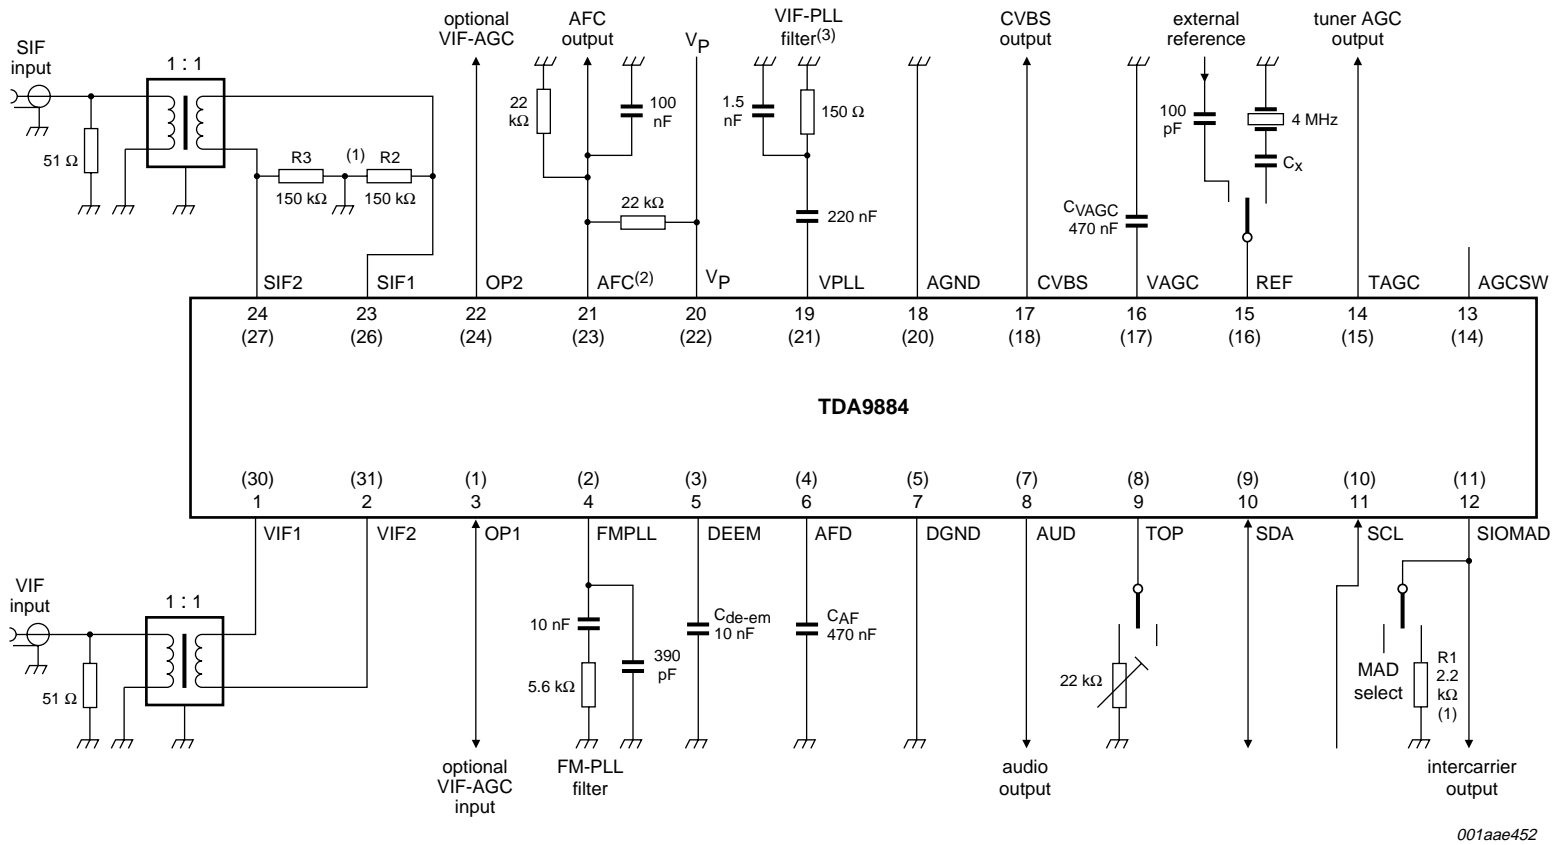 SIF
input
1 : 1
51 Ω
R3
150 kΩ
(1)
R2
150 kΩ
optional
VIF-AGC
AFC
output
22
kΩ
100
nF
22 kΩ
VP
VIF-PLL
filter(3)
1.5
nF
150 Ω
220 nF
CVBS
output
CVAGC
470 nF
external
reference
100
pF
4 MHz
Cx
tuner AGC
output
SIF2
SIF1
OP2
AFC(2)
VP
VPLL
AGND
CVBS
VAGC
REF
TAGC
AGCSW
24
23
22
21
20
19
18
17
16
15
14
13
(27)
(26)
(24)
(23)
(22)
(21)
(20)
(18)
(17)
(16)
(15)
(14)
TDA9884
(30)
(31)
(1)
(2)
(3)
(4)
(5)
(7)
(8)
(9)
(10)
(11)
1
2
3
4
5
6
7
8
9
10
11
12
VIF1
VIF2
OP1
FMPLL
DEEM
AFD
DGND
AUD
TOP
SDA
SCL
SIOMAD
VIF
input
1 : 1
51 Ω
optional
VIF-AGC
input
10 nF
5.6 kΩ
390
pF
FM-PLL
filter
Cde-em
10 nF
CAF
470 nF
audio
output
22 kΩ
MAD
select
R1
2.2
kΩ
(1)
intercarrier
output
001aae452